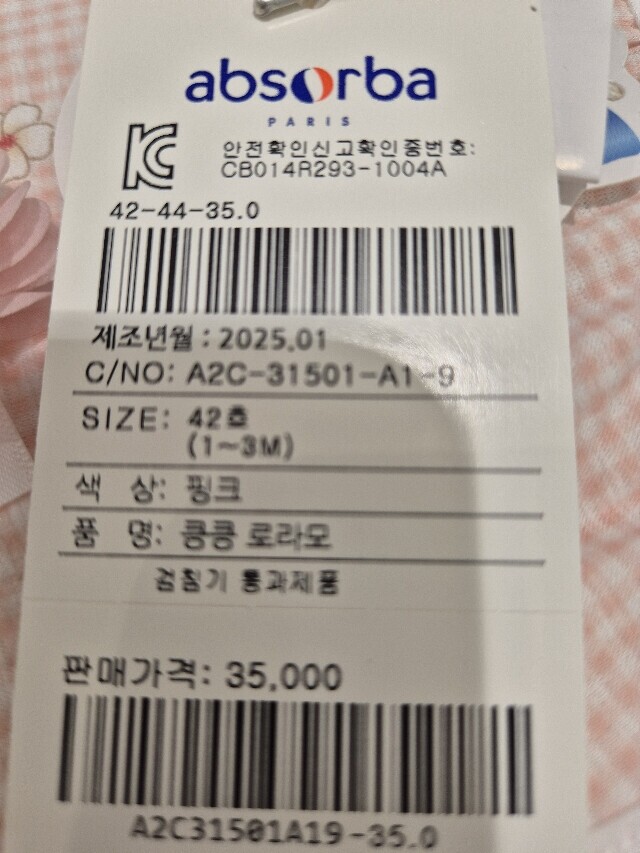 absorba
PARIS
안전확인신고확인증번호:
CB014R293-1004A
42-44-35.0
제조년월 : 2025.01
C/NO: A2C-31501-A1-9
SIZE: 42호
(1~3M)
색 상: 핑크
품 명: 킁킁 로라모
검침기 통과제품
판매가격: 35,000
A2C31501A19-35.0